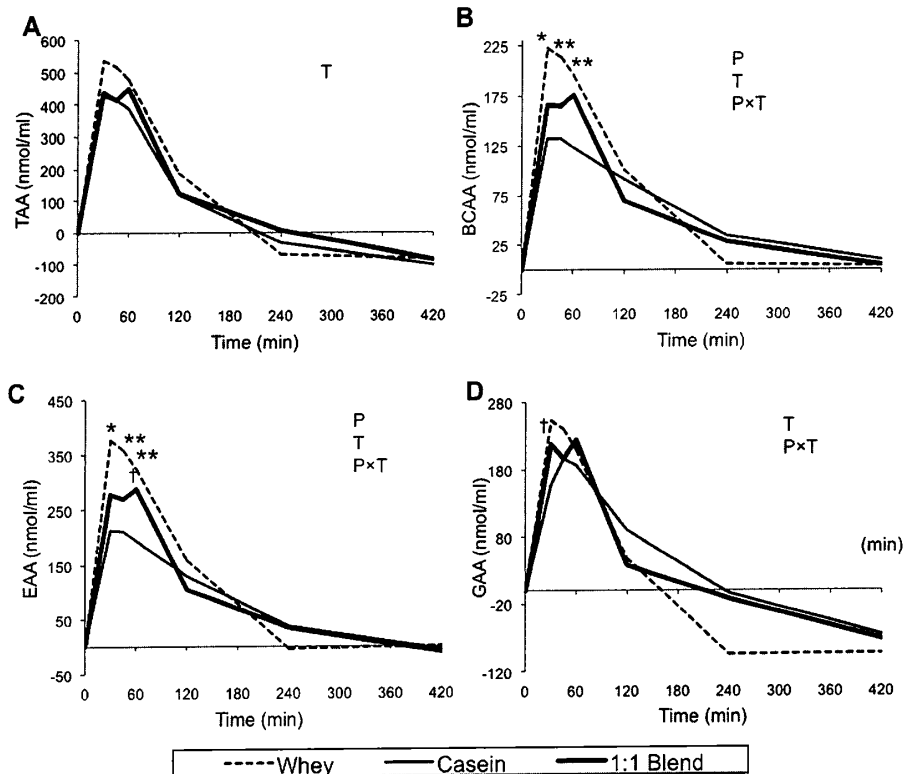 A
TAA (nmol/ml)
600
500
400
300
200
100
0
-100
-200
T
0 60 120 180 240 300 360 420
Time (min)
B
BCAA (nmol/ml)
225
175
125
75
25
-25
* ** **
P
T
P×T
0 60 120 180 240 300 360 420
Time (min)
C
EAA (nmol/ml)
450
350
250
150
50
-50
* ** **
†
P
T
P×T
0 60 120 180 240 300 360 420
Time (min)
D
GAA (nmol/ml)
280
180
80
-20
-120
†
T
P×T
(min)
0 60 120 180 240 300 360 420
Time (min)
Whey Casein 1:1 Blend